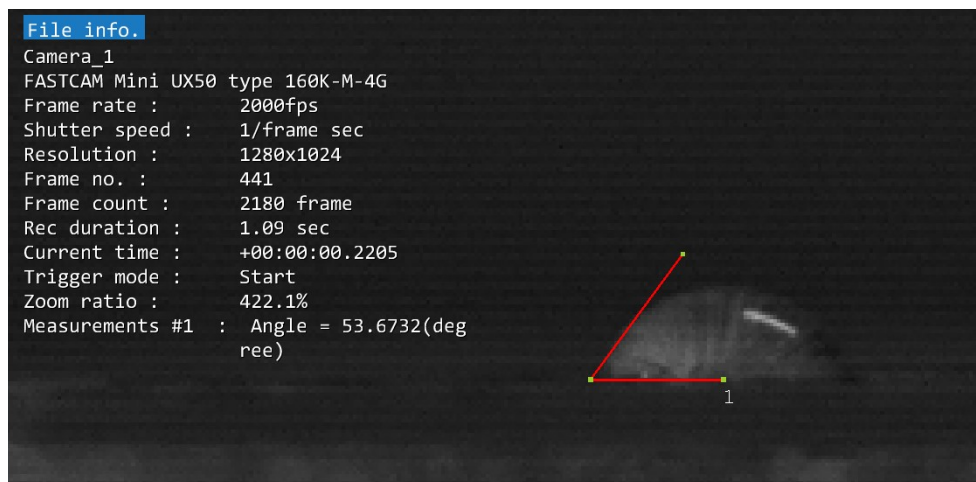 File info.
Camera_1
FASTCAM Mini UX50 type 160K-M-4G
Frame rate : 2000fps
Shutter speed : 1/frame sec
Resolution : 1280x1024
Frame no. : 441
Frame count : 2180 frame
Rec duration : 1.09 sec
Current time : +00:00:00.2205
Trigger mode : Start
Zoom ratio : 422.1%
Measurements #1 : Angle = 53.6732(deg
ree)
1